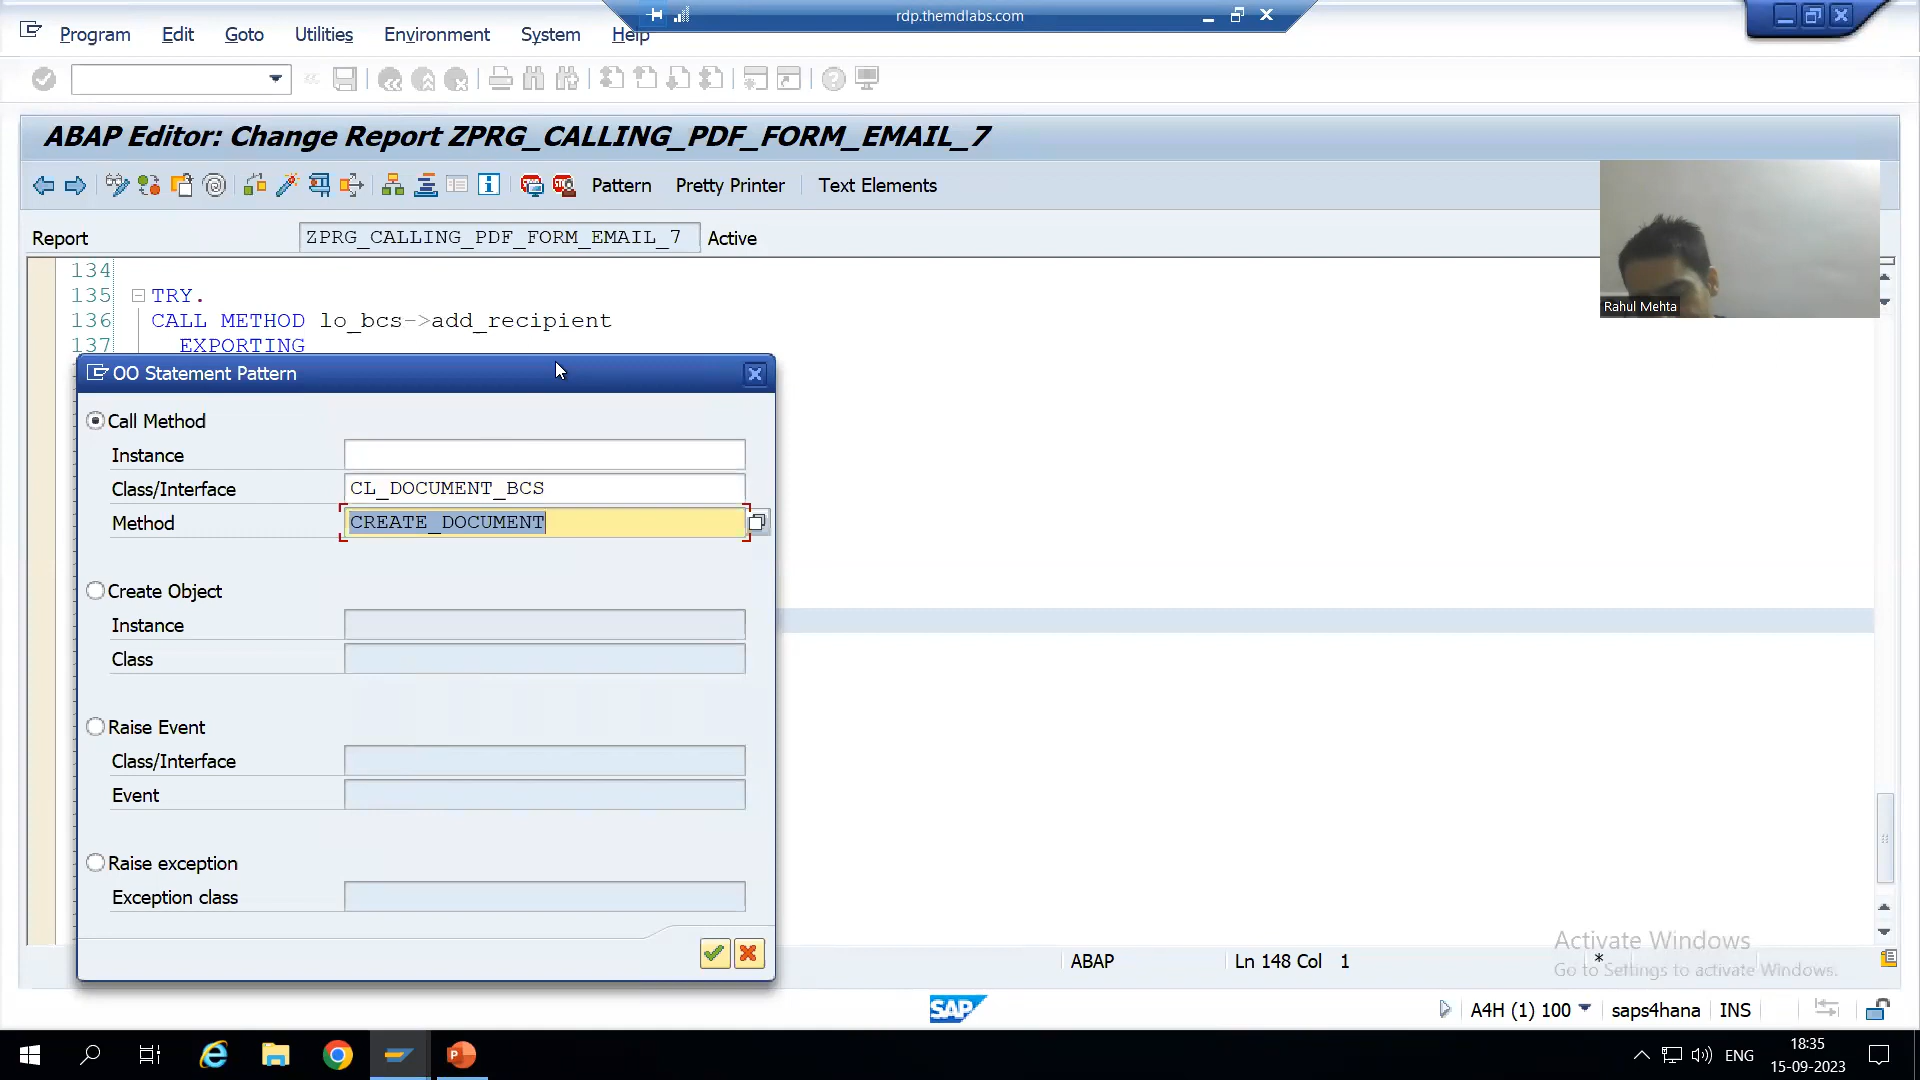 rdp.themdlabs.com
Program Edit Goto Utilities Environment System Help
ABAP Editor: Change Report ZPRG_CALLING_PDF_FORM_EMAIL_7
Pattern Pretty Printer Text Elements
Report ZPRG_CALLING_PDF_FORM_EMAIL_7 Active
Rahul Mehta
134
135 TRY.
136 CALL METHOD lo_bcs->add_recipient
137 EXPORTING
OO Statement Pattern
Call Method
Instance
Class/Interface CL_DOCUMENT_BCS
Method CREATE_DOCUMENT
Create Object
Instance
Class
Raise Event
Class/Interface
Event
Raise exception
Exception class
ABAP Ln 148 Col 1 *
Activate Windows
Go to Settings to activate Windows.
SAP
A4H (1) 100 saps4hana INS
ENG
18:35
15-09-2023